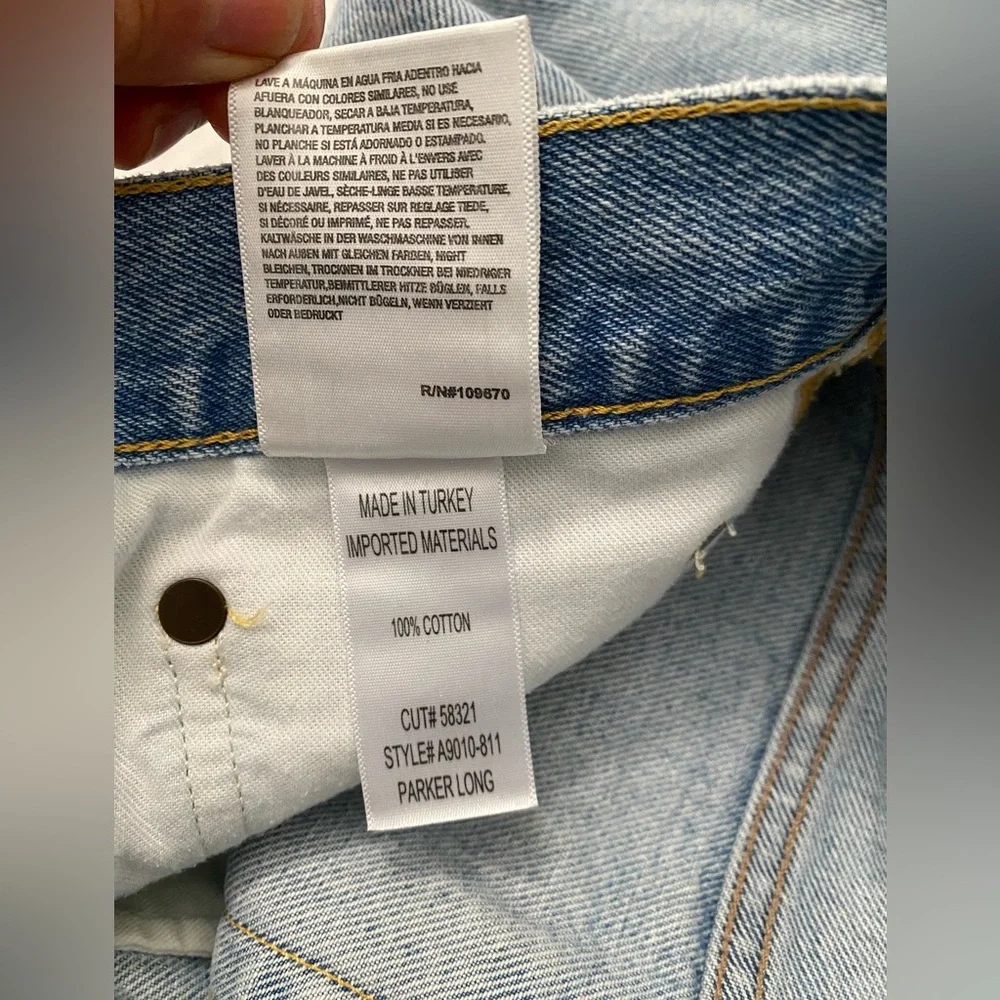 LAVE A MÁQUINA EN AGUA FRIA ADENTRO HACIA
AFUERA CON COLORES SIMILARES, NO USE
BLANQUEADOR, SECAR A BAJA TEMPERATURA,
PLANCHAR A TEMPERATURA MEDIA SI ES NECESARIO,
NO PLANCHE SI ESTÁ ADORNADO O ESTAMPADO.
LAVER À LA MACHINE À FROID À L'ENVERS AVEC
DES COULEURS SIMILAIRES, NE PAS UTILISER
D'EAU DE JAVEL, SÈCHE-LINGE BASSE TEMPERATURE,
SI NÉCESSAIRE, REPASSER SUR REGLAGE TIEDE,
SI DÉCORÉ OU IMPRIMÉ, NE PAS REPASSER.
KALTWÄSCHE IN DER WASCHMASCHINE VON INNEN
NACH AUßEN MIT GLEICHEN FARBEN, NIGHT
BLEICHEN, TROCKNEN IM TROCKNER BEI NIEDRIGER
TEMPERATUR,BEIMITTLERER HITZE BÜGLEN, FALLS
ERFORDERLICH,NICHT BÜGELN, WENN VERZIERT
ODER BEDRUCKT
R/N#109670
MADE IN TURKEY
IMPORTED MATERIALS
100% COTTON
CUT# 58321
STYLE# A9010-811
PARKER LONG